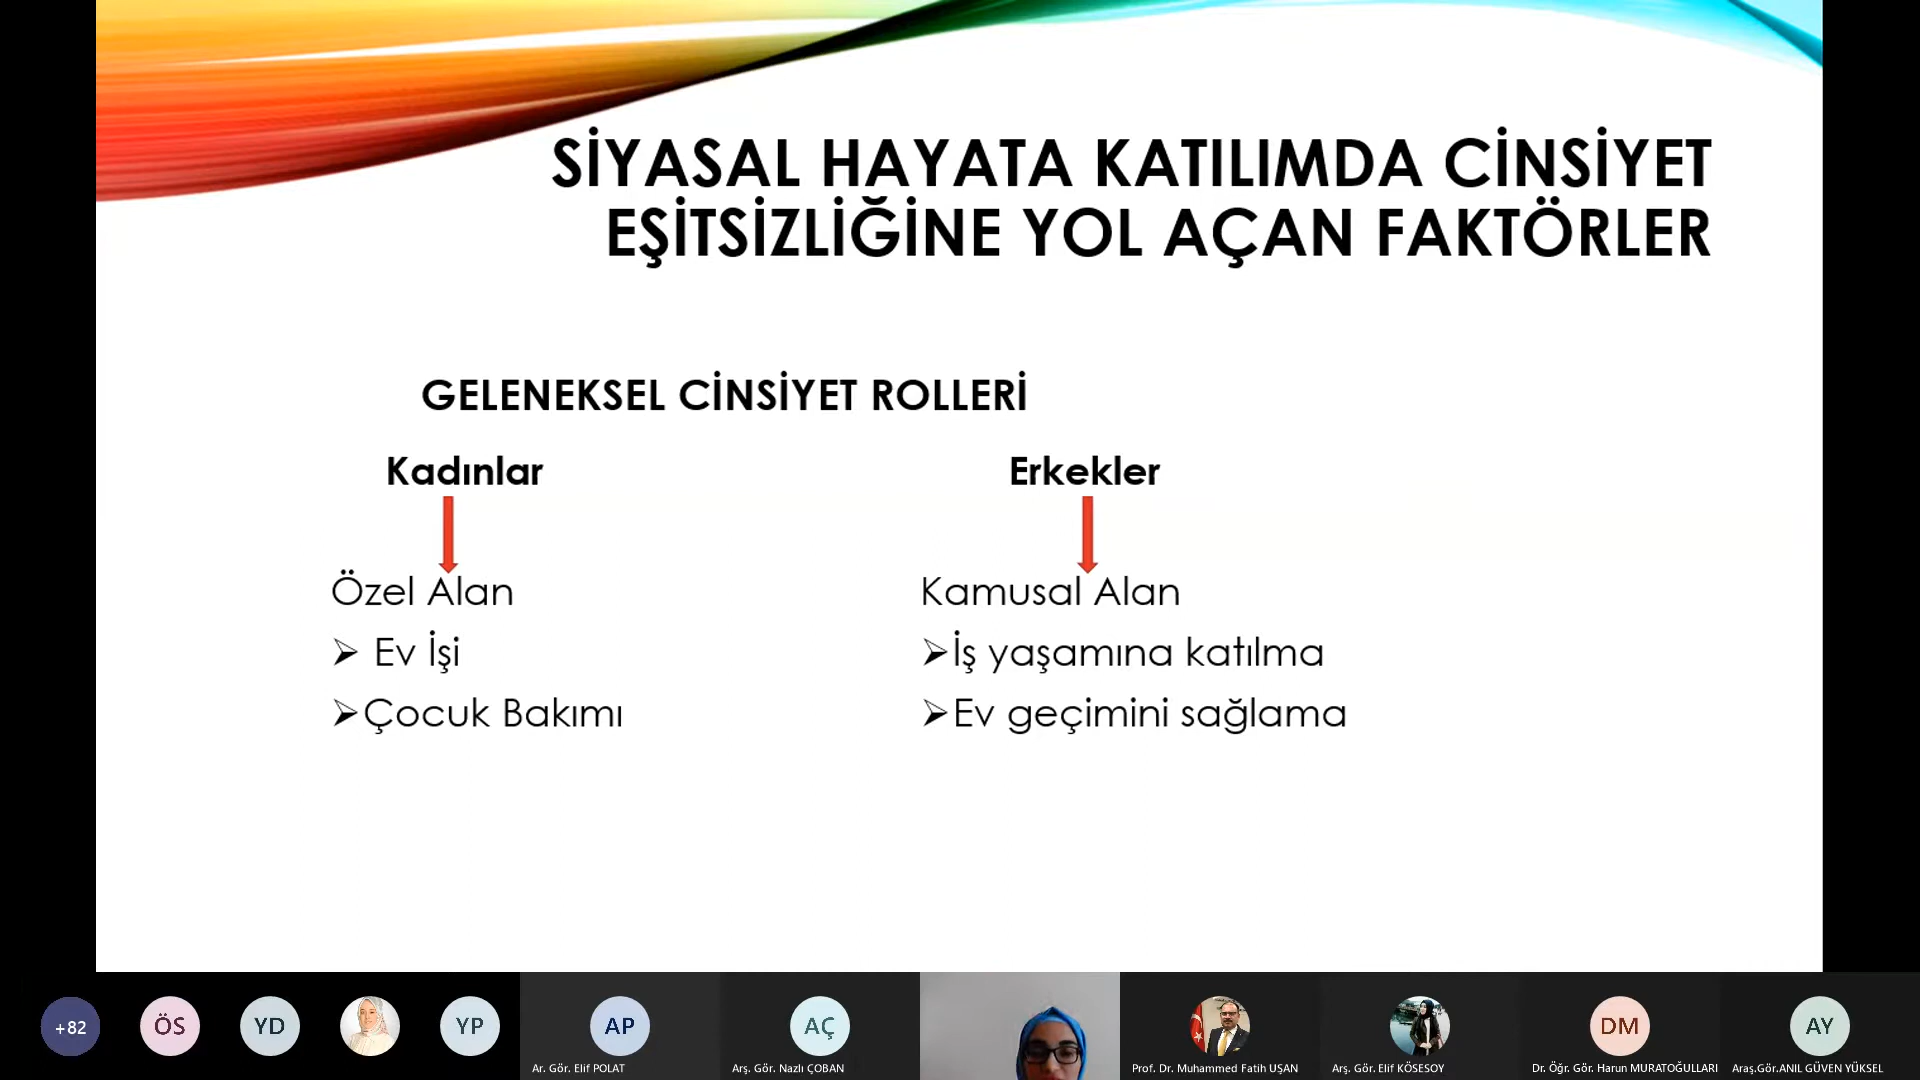 SİYASAL HAYATA KATILIMDA CİNSİYET
EŞİTSİZLİĞİNE YOL AÇAN FAKTÖRLER
GELENEKSEL CİNSİYET ROLLERİ
Kadınlar
Erkekler
Özel Alan
Kamusal Alan
➢ Ev İşi
➢İş yaşamına katılma
➢Çocuk Bakımı
➢Ev geçimini sağlama
+82
ÖS
YD
YP
AP
AÇ
DM
AY
Ar. Gör. Elif POLAT
Arş. Gör. Nazlı ÇOBAN
Prof. Dr. Muhammed Fatih UŞAN
Arş. Gör. Elif KÖSESOY
Dr. Öğr. Gör. Harun MURATOĞULLARI
Araş.Gör.ANIL GÜVEN YÜKSEL